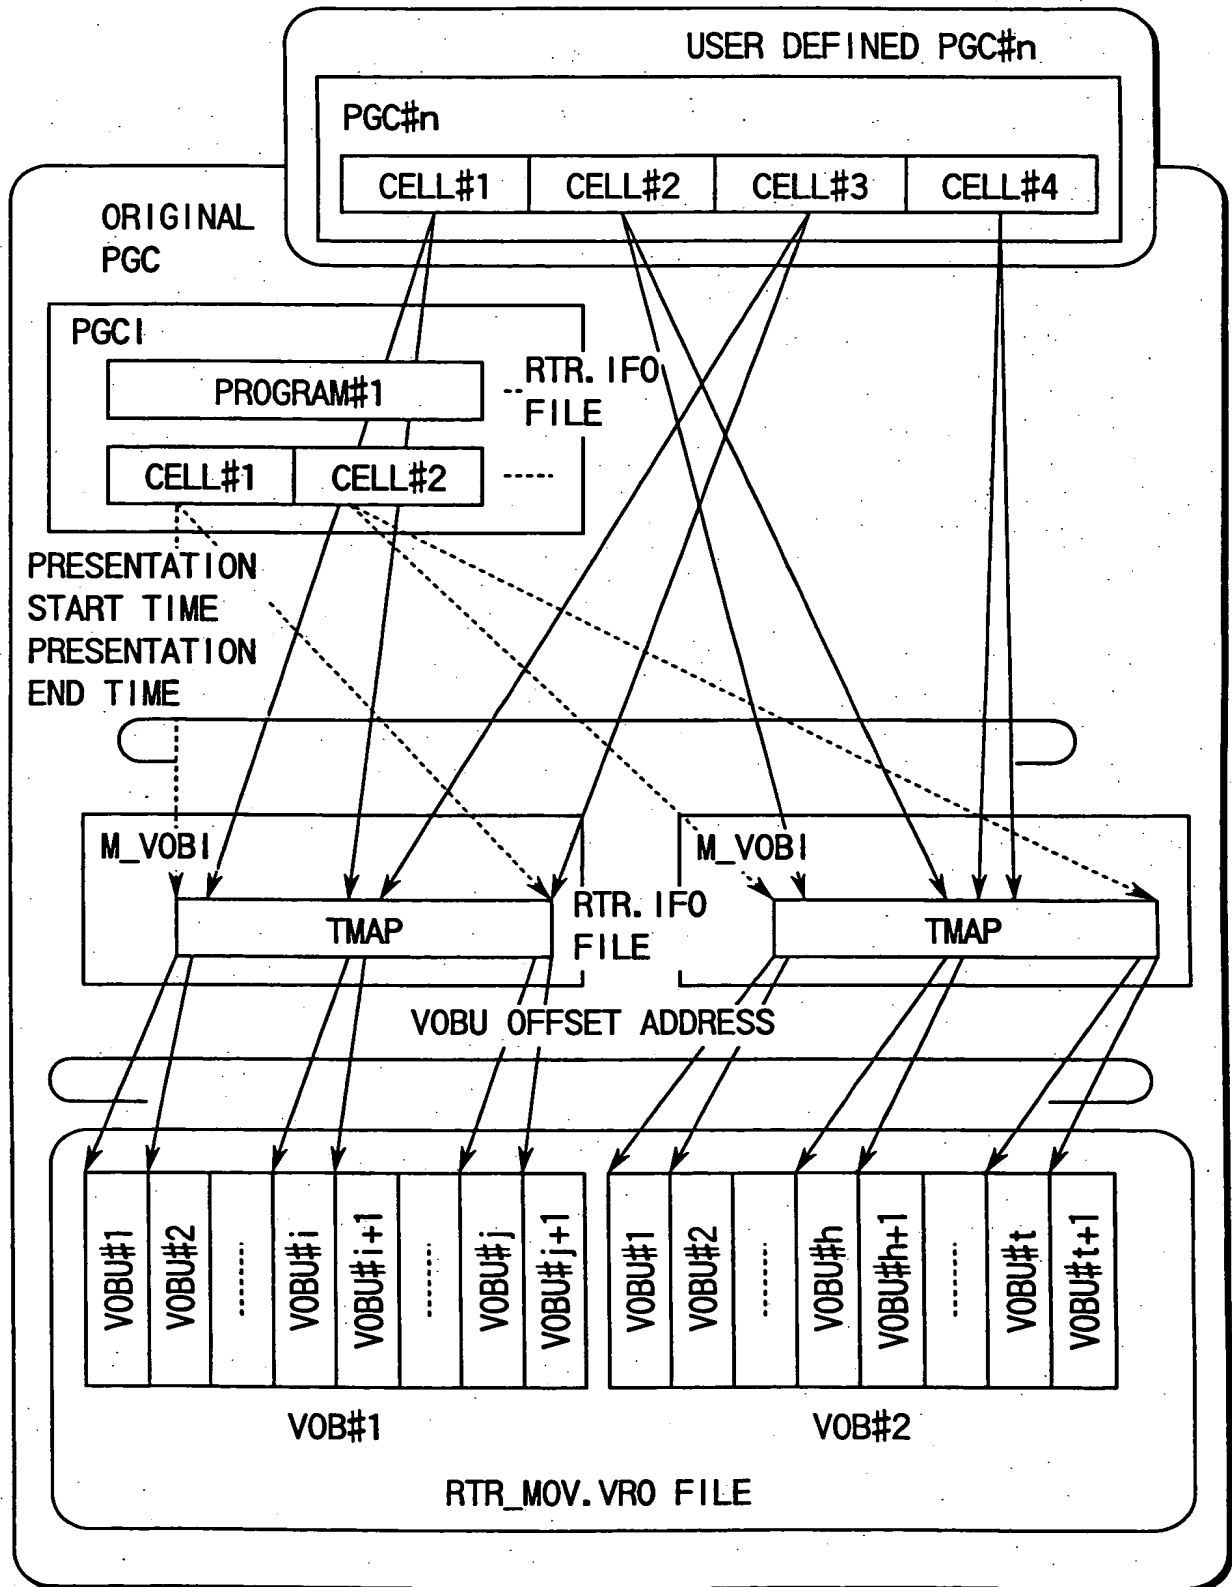 USER DEFINED PGC#n
PGC#n
CELL#1 CELL#2 CELL#3 CELL#4
ORIGINAL
PGC
PGCI
PROGRAM#1
RTR.IFO
FILE
CELL#1 CELL#2
PRESENTATION
START TIME
PRESENTATION
END TIME
M_VOBI
TMAP
RTR.IFO
FILE
M_VOBI
TMAP
VOBU OFFSET ADDRESS
VOBU#1
VOBU#2
VOBU#i
VOBU#i+1
VOBU#j
VOBU#j+1
VOBU#1
VOBU#2
VOBU#h
VOBU#h+1
VOBU#t
VOBU#t+1
VOB#1
VOB#2
RTR_MOV.VRO FILE